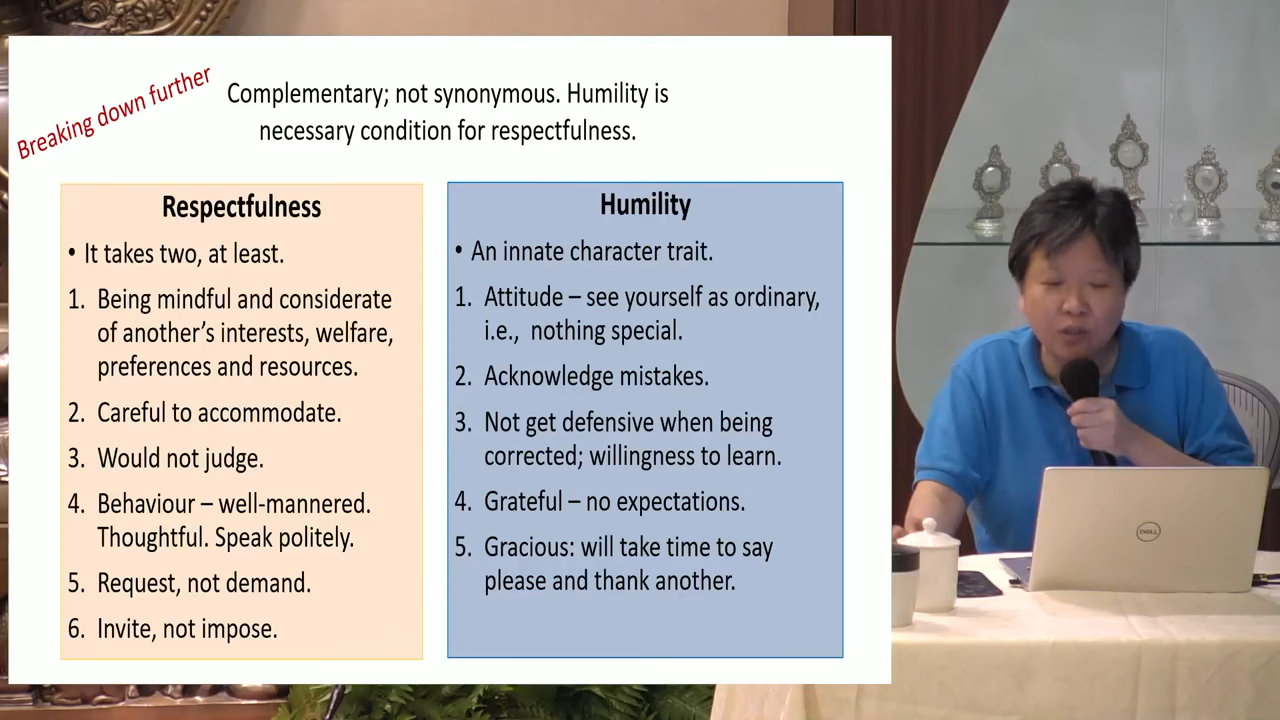 Breaking down further
Complementary; not synonymous. Humility is
necessary condition for respectfulness.
Respectfulness
• It takes two, at least.
1. Being mindful and considerate
of another's interests, welfare,
preferences and resources.
2. Careful to accommodate.
3. Would not judge.
4. Behaviour – well-mannered.
Thoughtful. Speak politely.
5. Request, not demand.
6. Invite, not impose.
Humility
• An innate character trait.
1. Attitude – see yourself as ordinary,
i.e., nothing special.
2. Acknowledge mistakes.
3. Not get defensive when being
corrected; willingness to learn.
4. Grateful – no expectations.
5. Gracious: will take time to say
please and thank another.
DELL